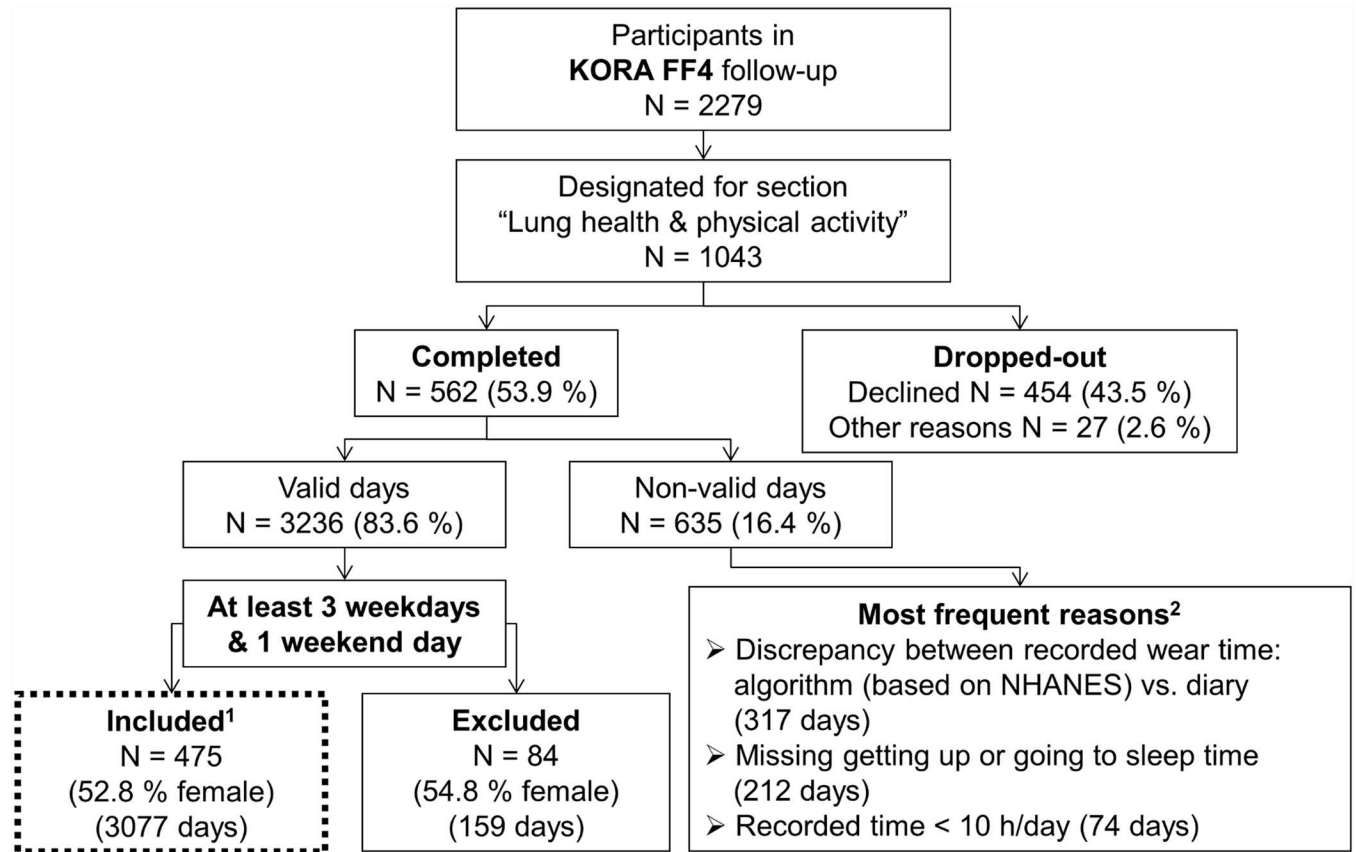 Participants in
KORA FF4 follow-up
N = 2279
Designated for section
“Lung health & physical activity”
N = 1043
Completed
N = 562 (53.9 %)
Dropped-out
Declined N = 454 (43.5 %)
Other reasons N = 27 (2.6 %)
Valid days
N = 3236 (83.6 %)
Non-valid days
N = 635 (16.4 %)
At least 3 weekdays
& 1 weekend day
Most frequent reasons²
➢ Discrepancy between recorded wear time:
algorithm (based on NHANES) vs. diary
(317 days)
➢ Missing getting up or going to sleep time
(212 days)
➢ Recorded time < 10 h/day (74 days)
Included¹
N = 475
(52.8 % female)
(3077 days)
Excluded
N = 84
(54.8 % female)
(159 days)